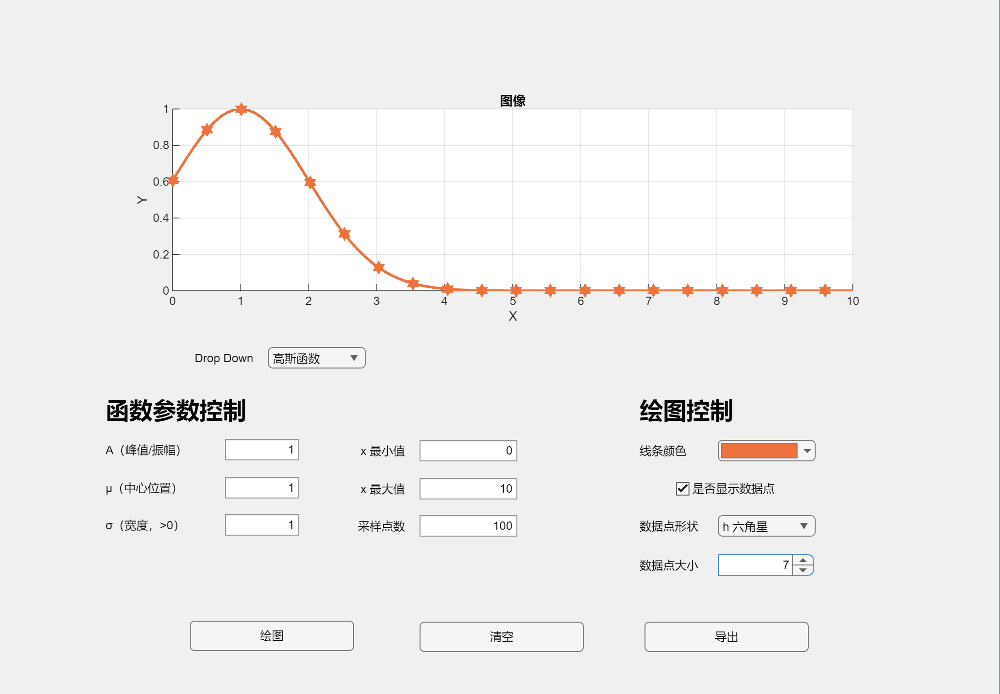 图像
1
0.8
0.6
0.4
0.2
0
Y
0 1 2 3 4 5 6 7 8 9 10
X
Drop Down 高斯函数
函数参数控制 绘图控制
A（峰值/振幅） 1 x 最小值 0 线条颜色
μ（中心位置） 1 x 最大值 10 是否显示数据点
σ（宽度，>0） 1 采样点数 100 数据点形状 h 六角星
数据点大小 7
绘图 清空 导出